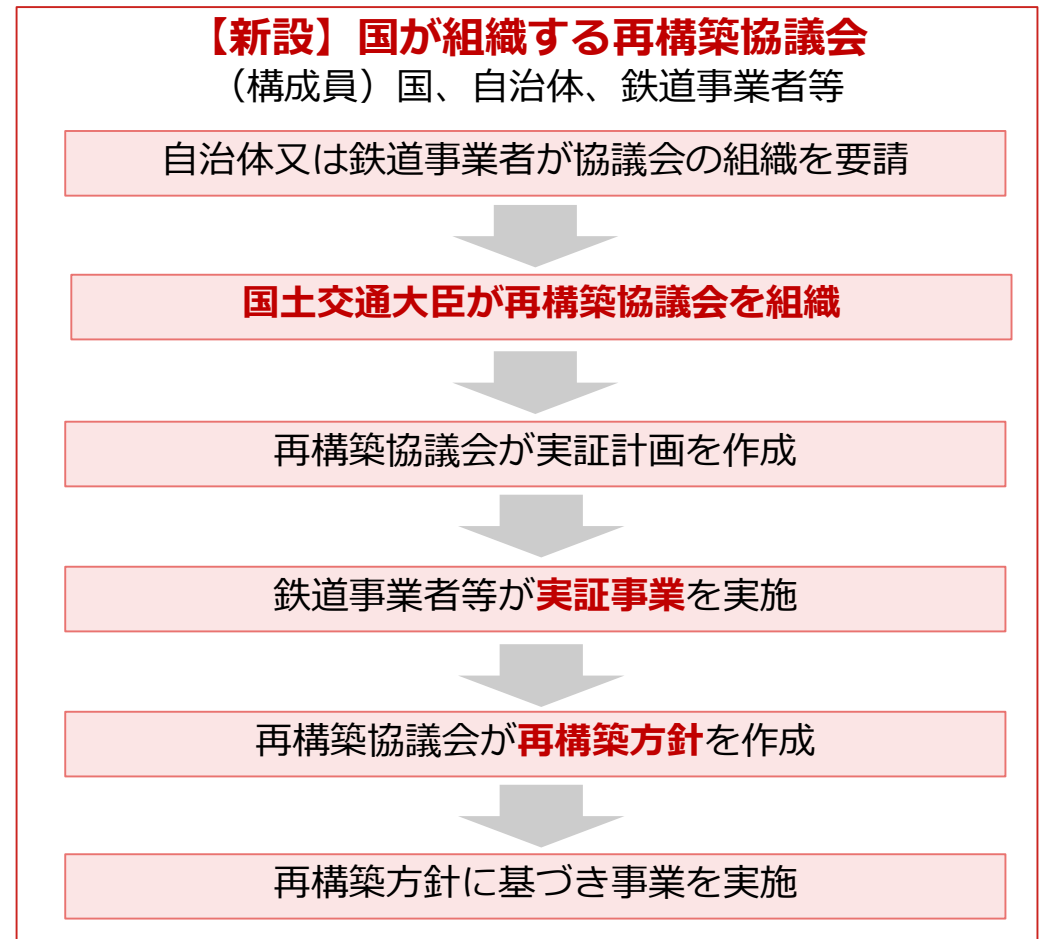 【新設】国が組織する再構築協議会
（構成員）国、自治体、鉄道事業者等
自治体又は鉄道事業者が協議会の組織を要請
国土交通大臣が再構築協議会を組織
再構築協議会が実証計画を作成
鉄道事業者等が実証事業を実施
再構築協議会が再構築方針を作成
再構築方針に基づき事業を実施